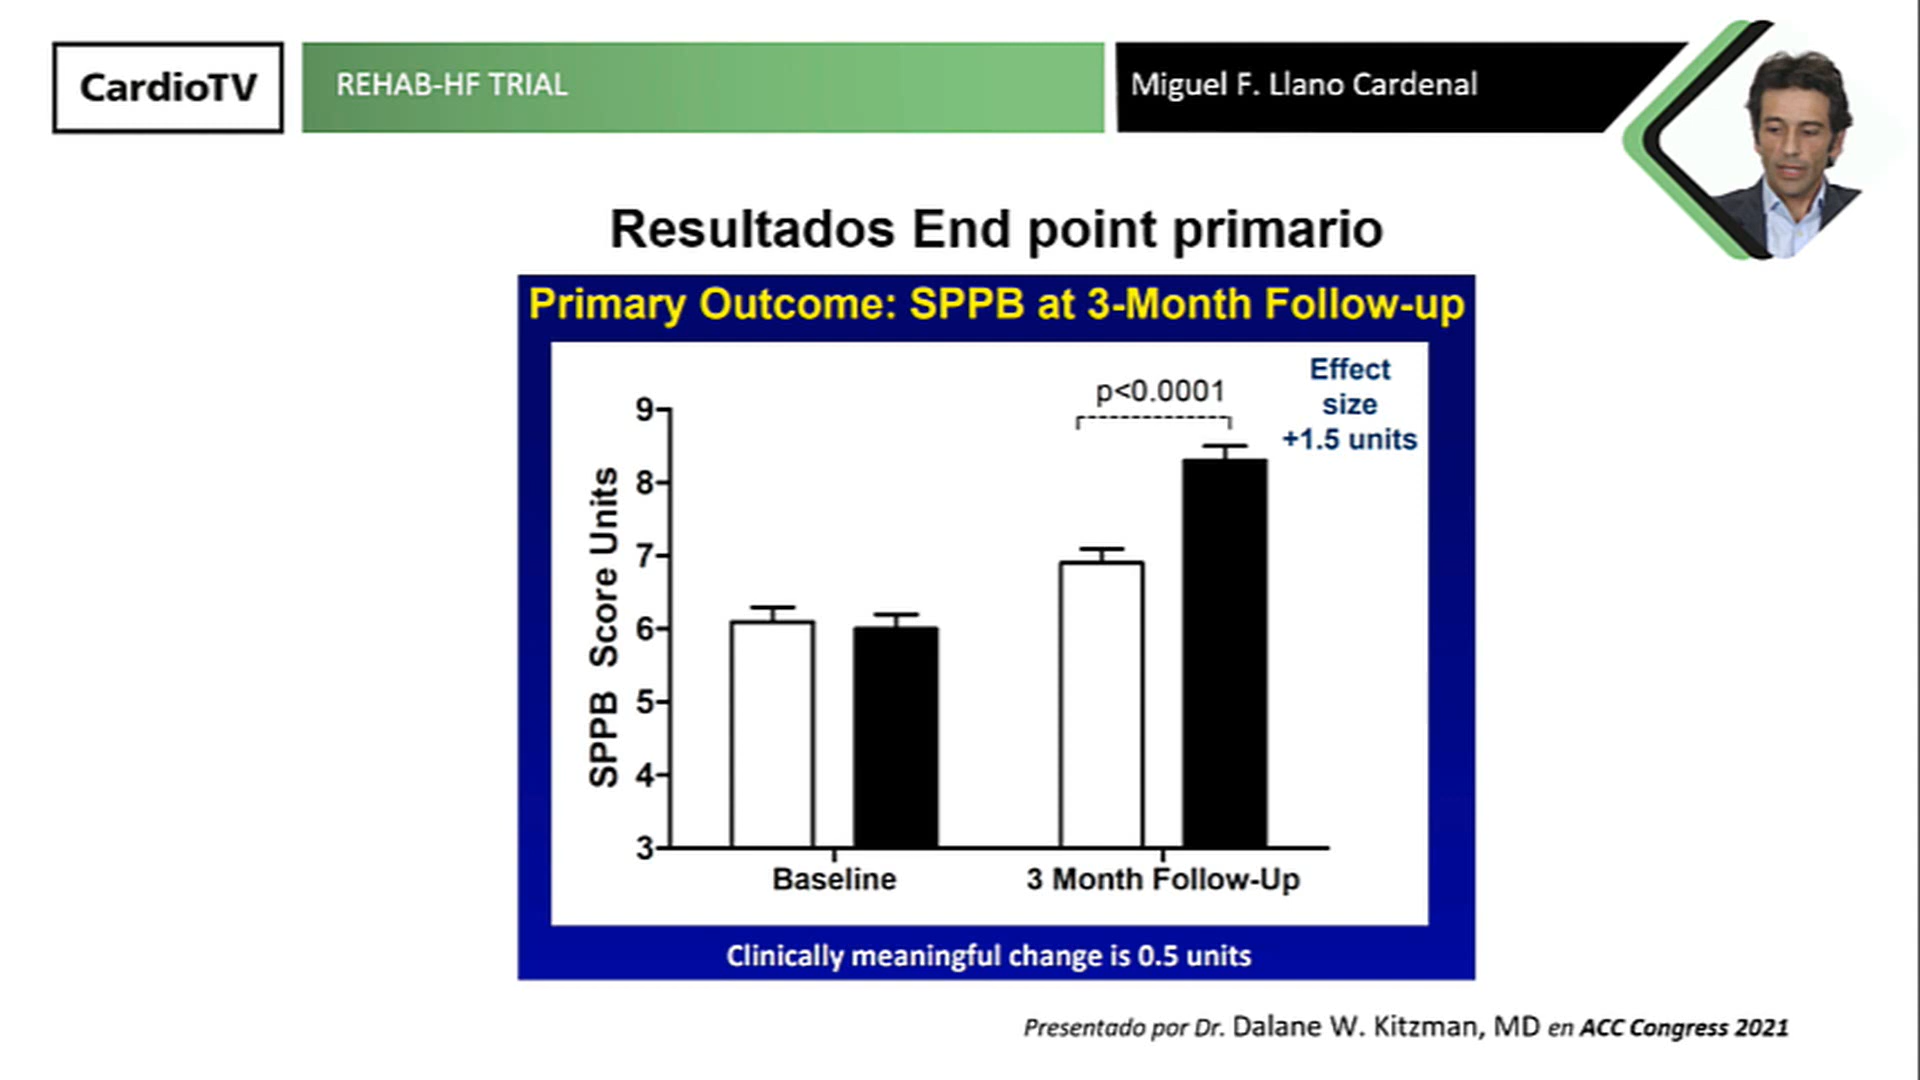 CardioTV
REHAB-HF TRIAL
Miguel F. Llano Cardenal
Resultados End point primario
Primary Outcome: SPPB at 3-Month Follow-up
Effect
size
+1.5 units
p<0.0001
SPPB Score Units
9
8
7
6
5
4
3
Baseline
3 Month Follow-Up
Clinically meaningful change is 0.5 units
Presentado por Dr. Dalane W. Kitzman, MD en ACC Congress 2021